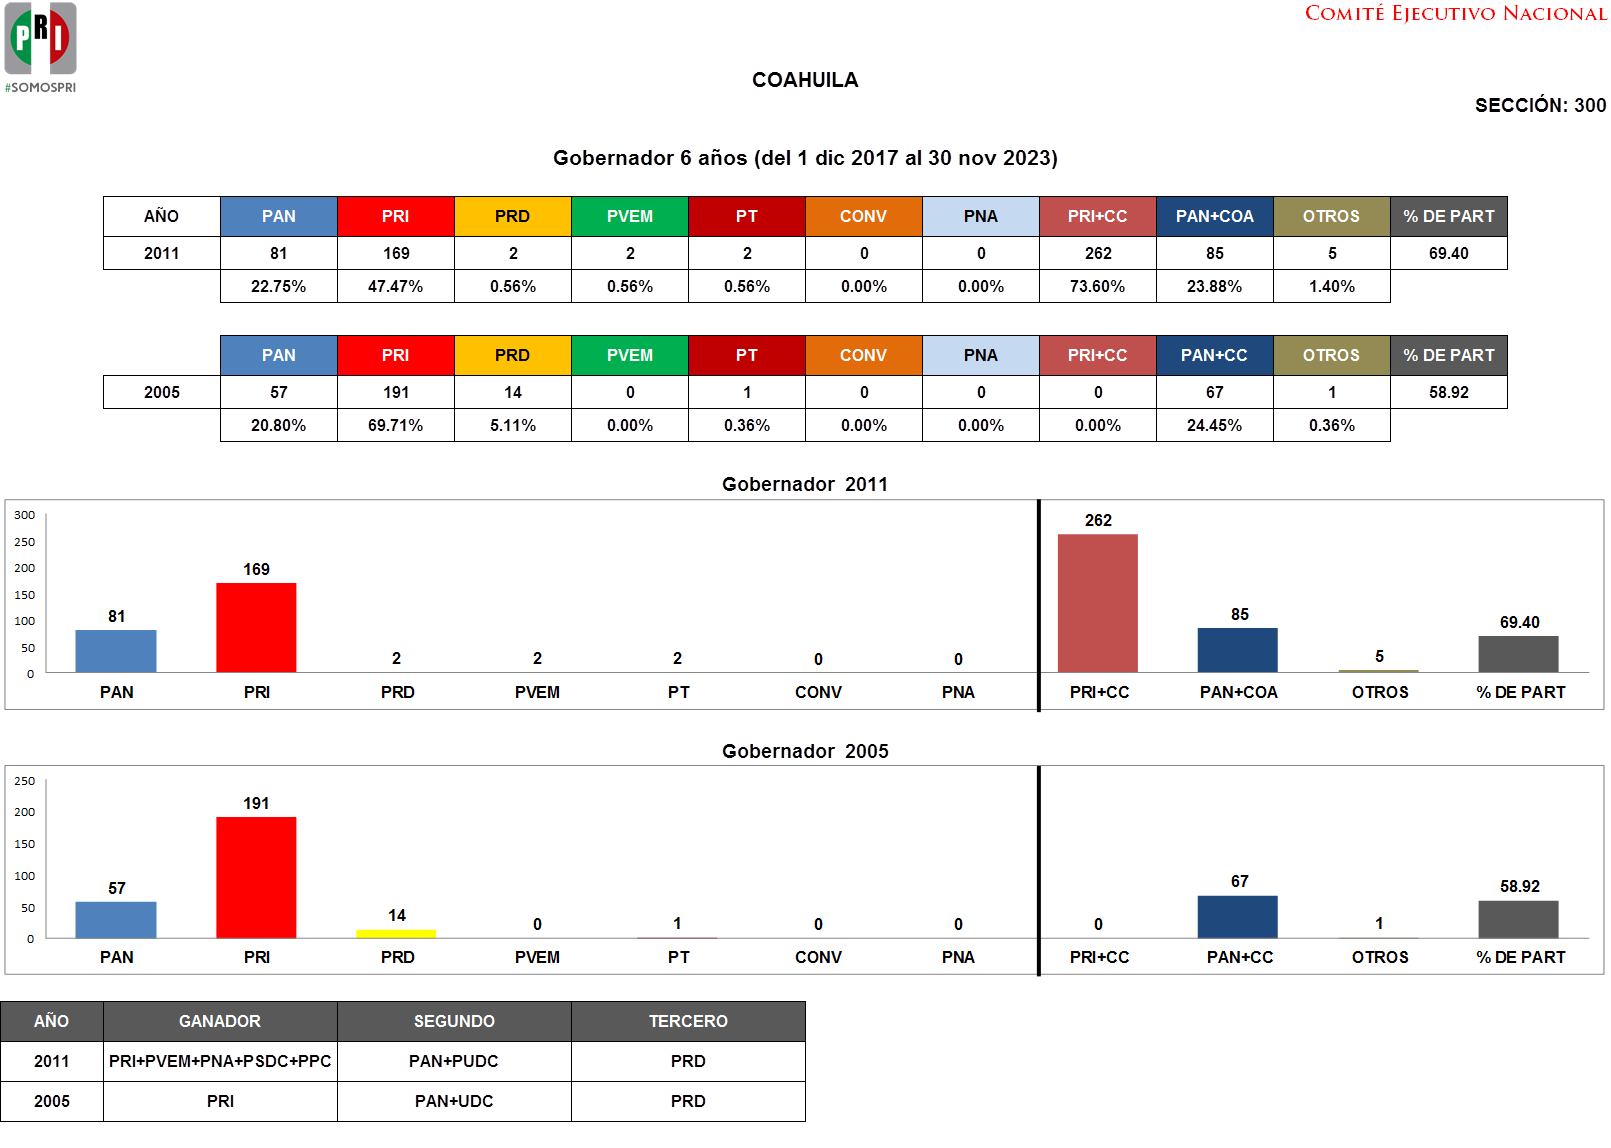 PRI
#SOMOSPRI
COMITÉ EJECUTIVO NACIONAL
COAHUILA
SECCIÓN: 300
Gobernador 6 años (del 1 dic 2017 al 30 nov 2023)
AÑO PAN PRI PRD PVEM PT CONV PNA PRI+CC PAN+COA OTROS % DE PART
2011 81 169 2 2 2 0 0 262 85 5 69.40
22.75% 47.47% 0.56% 0.56% 0.56% 0.00% 0.00% 73.60% 23.88% 1.40%
PAN PRI PRD PVEM PT CONV PNA PRI+CC PAN+CC OTROS % DE PART
2005 57 191 14 0 1 0 0 0 67 1 58.92
20.80% 69.71% 5.11% 0.00% 0.36% 0.00% 0.00% 0.00% 24.45% 0.36%
Gobernador 2011
300
250
200
150
100
50
0
81 169 2 2 2 0 0 262 85 5 69.40
PAN PRI PRD PVEM PT CONV PNA PRI+CC PAN+COA OTROS % DE PART
Gobernador 2005
250
200
150
100
50
0
57 191 14 0 1 0 0 0 67 1 58.92
PAN PRI PRD PVEM PT CONV PNA PRI+CC PAN+CC OTROS % DE PART
AÑO GANADOR SEGUNDO TERCERO
2011 PRI+PVEM+PNA+PSDC+PPC PAN+PUDC PRD
2005 PRI PAN+UDC PRD